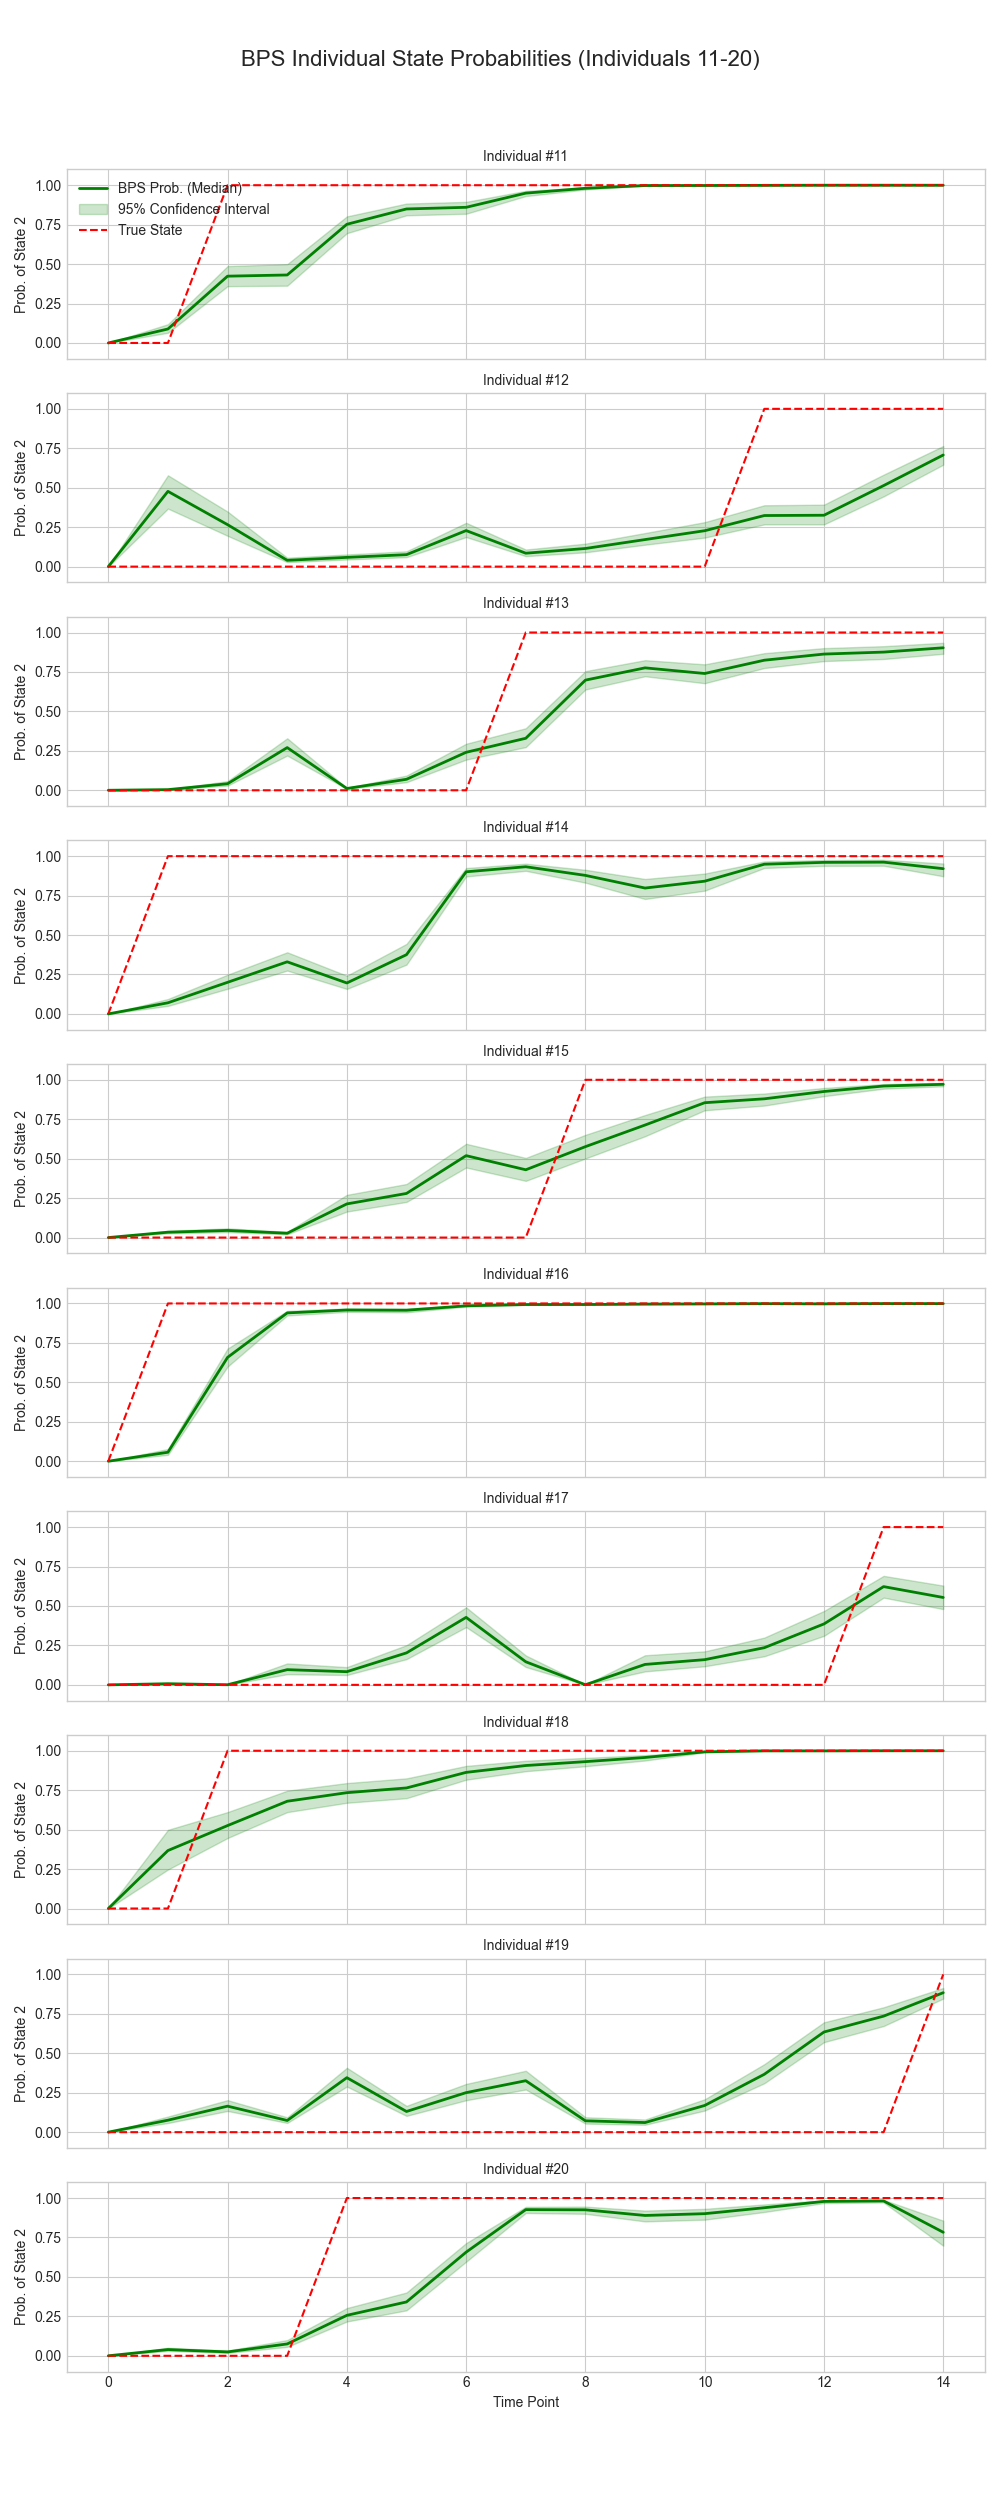 BPS Individual State Probabilities (Individuals 11-20)
Individual #11
BPS Prob. (Median)
95% Confidence Interval
True State
1.00
0.75
0.50
0.25
0.00
Prob. of State 2
Individual #12
1.00
0.75
0.50
0.25
0.00
Prob. of State 2
Individual #13
1.00
0.75
0.50
0.25
0.00
Prob. of State 2
Individual #14
1.00
0.75
0.50
0.25
0.00
Prob. of State 2
Individual #15
1.00
0.75
0.50
0.25
0.00
Prob. of State 2
Individual #16
1.00
0.75
0.50
0.25
0.00
Prob. of State 2
Individual #17
1.00
0.75
0.50
0.25
0.00
Prob. of State 2
Individual #18
1.00
0.75
0.50
0.25
0.00
Prob. of State 2
Individual #19
1.00
0.75
0.50
0.25
0.00
Prob. of State 2
Individual #20
1.00
0.75
0.50
0.25
0.00
Prob. of State 2
0 2 4 6 8 10 12 14
Time Point